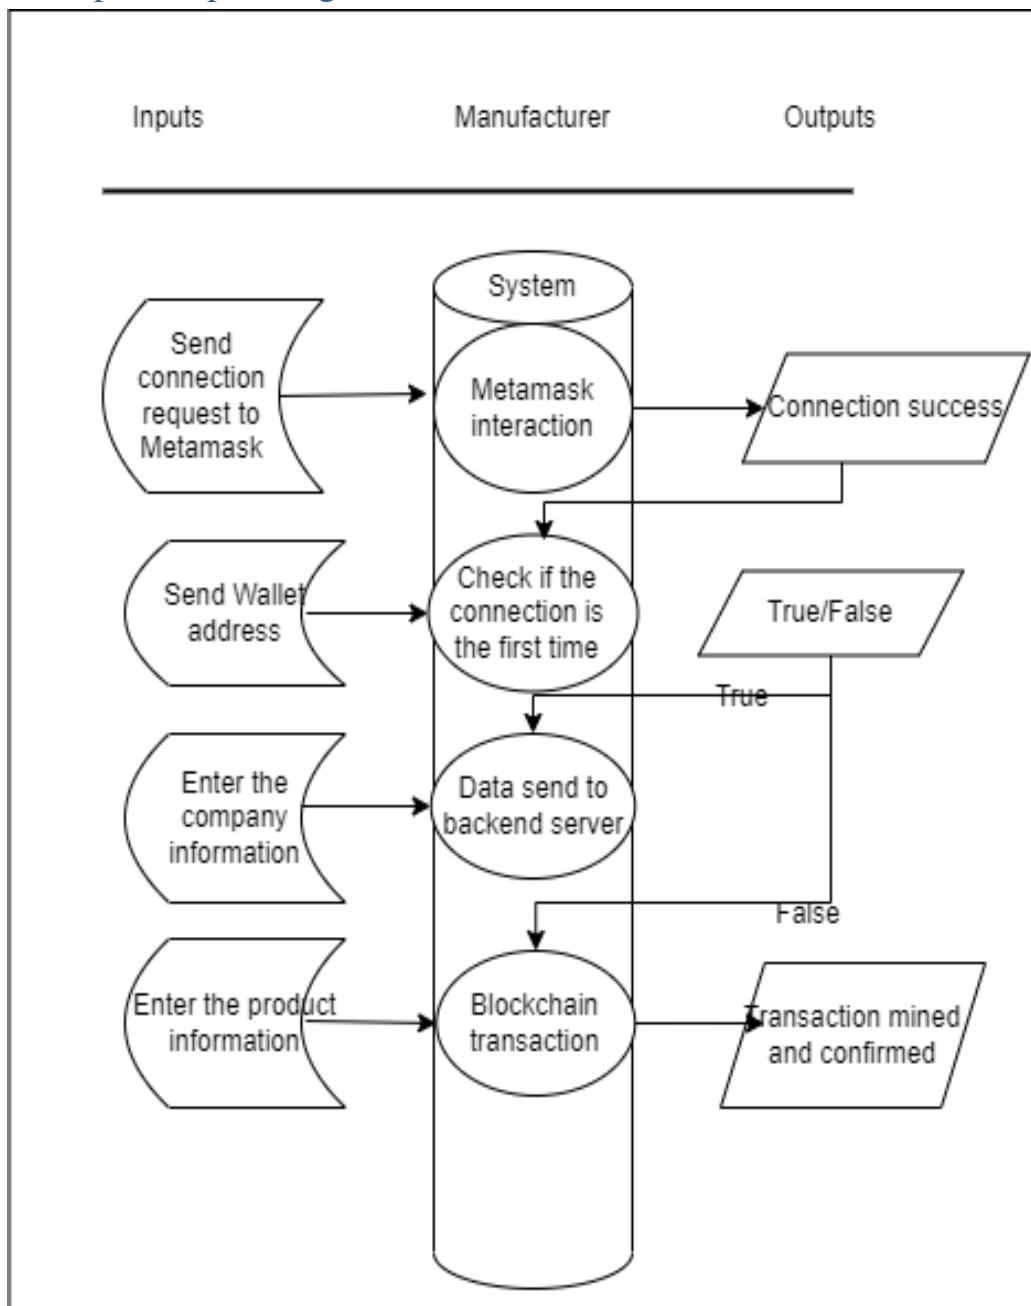 Inputs
Manufacturer
Outputs
System
Send
connection
request to
Metamask
Metamask
interaction
Connection success
Send Wallet
address
Check if the
connection is
the first time
True/False
True
Enter the
company
information
Data send to
backend server
False
Enter the product
information
Blockchain
transaction
Transaction mined
and confirmed